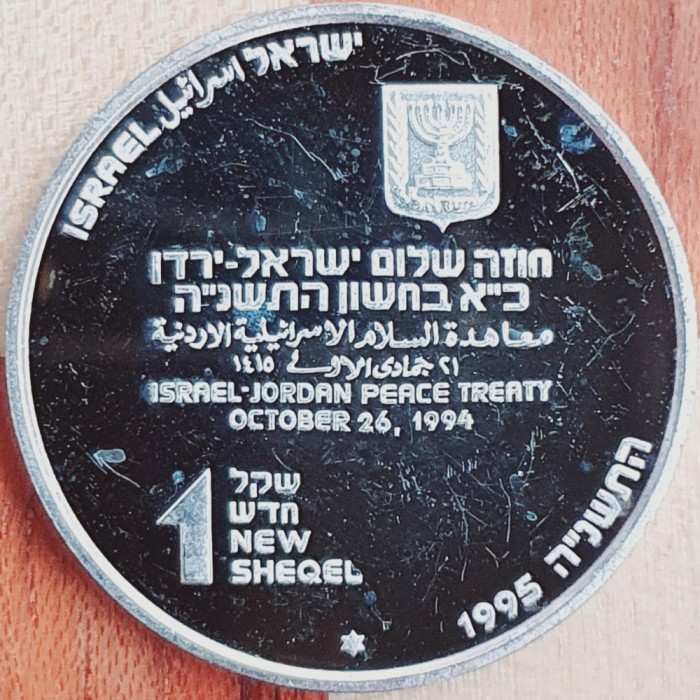 ישראל اسرائيل ISRAEL
חוזה שלום ישראל-ירדן
כ״א בחשון התשנ״ה
معاهدة السلام الاسرائيلية الاردنية
٢١ جمادى الاولى ١٤١٥
ISRAEL-JORDAN PEACE TREATY
OCTOBER 26, 1994
1
שקל
חדש
NEW
SHEQEL
1995 התשנ״ה